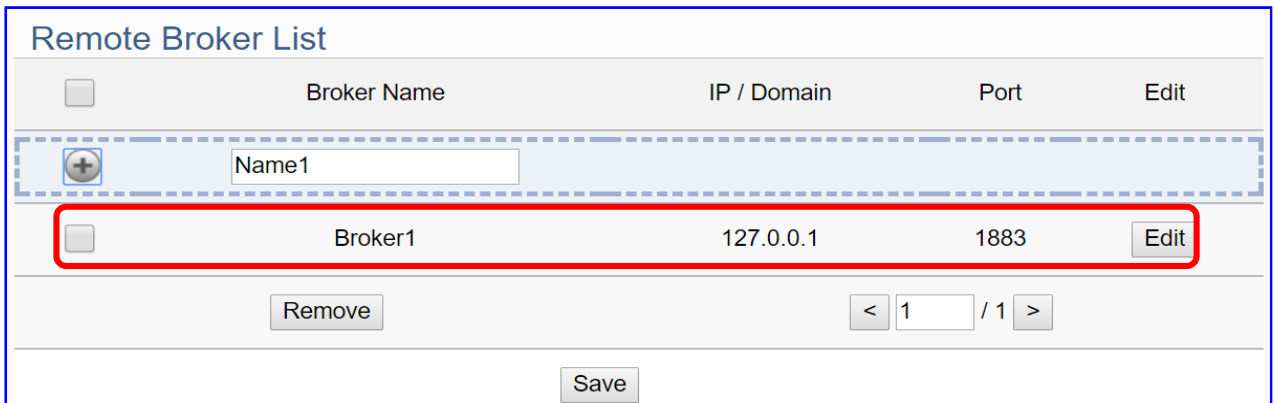 Remote Broker List
Broker Name IP / Domain Port Edit
Name1
Broker1 127.0.0.1 1883 Edit
Remove < 1 / 1 >
Save